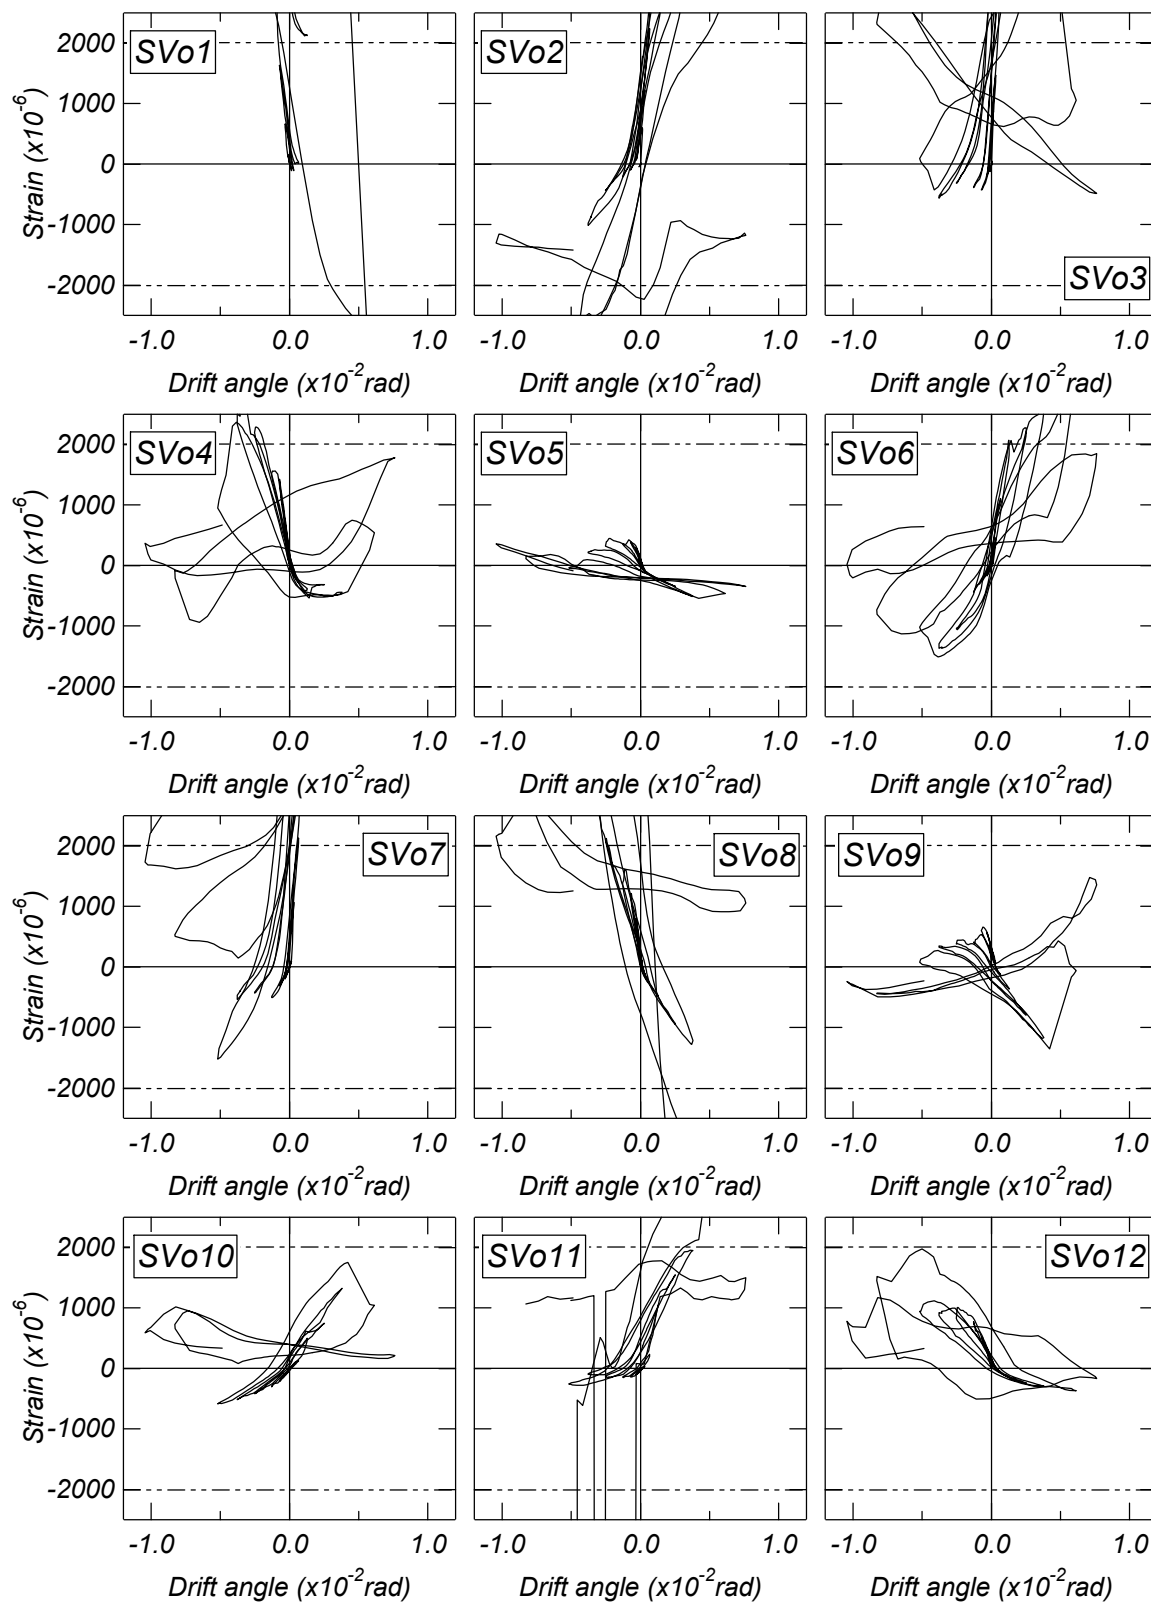 SVo1 SVo2 SVo3
2000
1000
0
-1000
-2000
Strain (x10-6)
-1.0 0.0 1.0 -1.0 0.0 1.0 -1.0 0.0 1.0
Drift angle (x10-2rad) Drift angle (x10-2rad) Drift angle (x10-2rad)
SVo4 SVo5 SVo6
2000
1000
0
-1000
-2000
Strain (x10-6)
-1.0 0.0 1.0 -1.0 0.0 1.0 -1.0 0.0 1.0
Drift angle (x10-2rad) Drift angle (x10-2rad) Drift angle (x10-2rad)
SVo7 SVo8 SVo9
2000
1000
0
-1000
-2000
Strain (x10-6)
-1.0 0.0 1.0 -1.0 0.0 1.0 -1.0 0.0 1.0
Drift angle (x10-2rad) Drift angle (x10-2rad) Drift angle (x10-2rad)
SVo10 SVo11 SVo12
2000
1000
0
-1000
-2000
Strain (x10-6)
-1.0 0.0 1.0 -1.0 0.0 1.0 -1.0 0.0 1.0
Drift angle (x10-2rad) Drift angle (x10-2rad) Drift angle (x10-2rad)